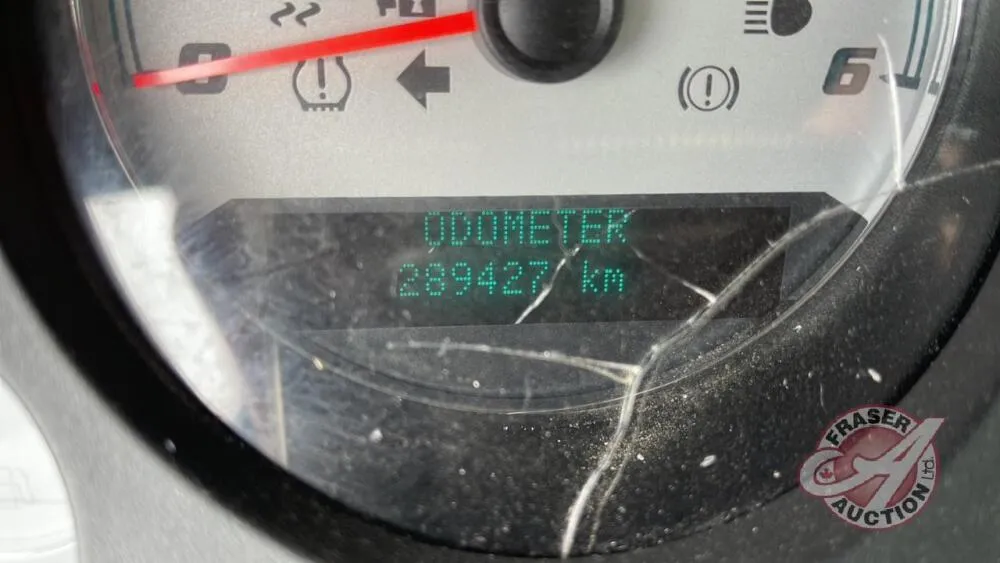 0
6
ODOMETER
289427 km
FRASER
AUCTION Ltd.